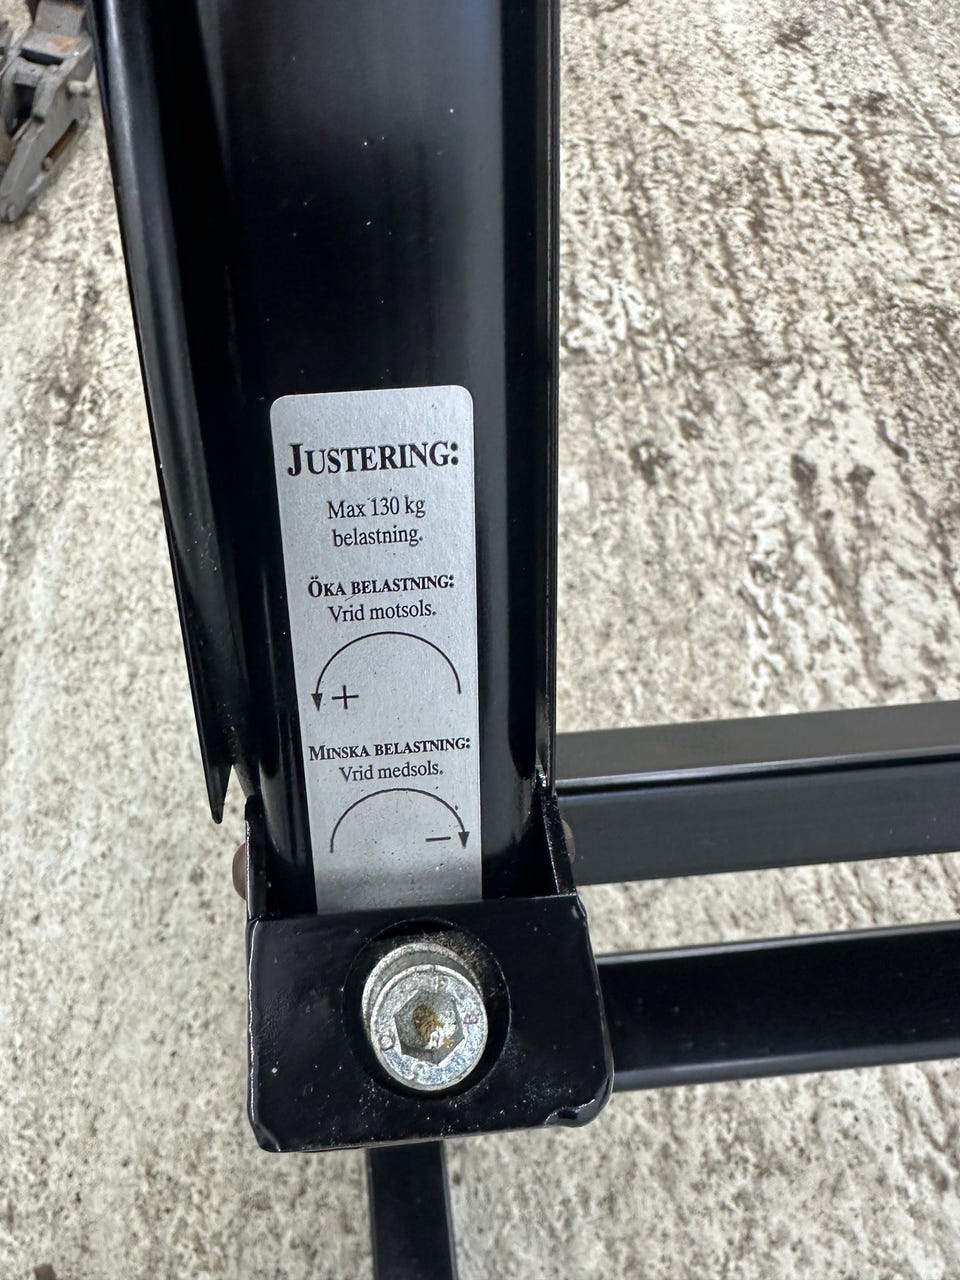 JUSTERING:
Max 130 kg
belastning.
ÖKA BELASTNING:
Vrid motsols.
+
MINSKA BELASTNING:
Vrid medsols.
−